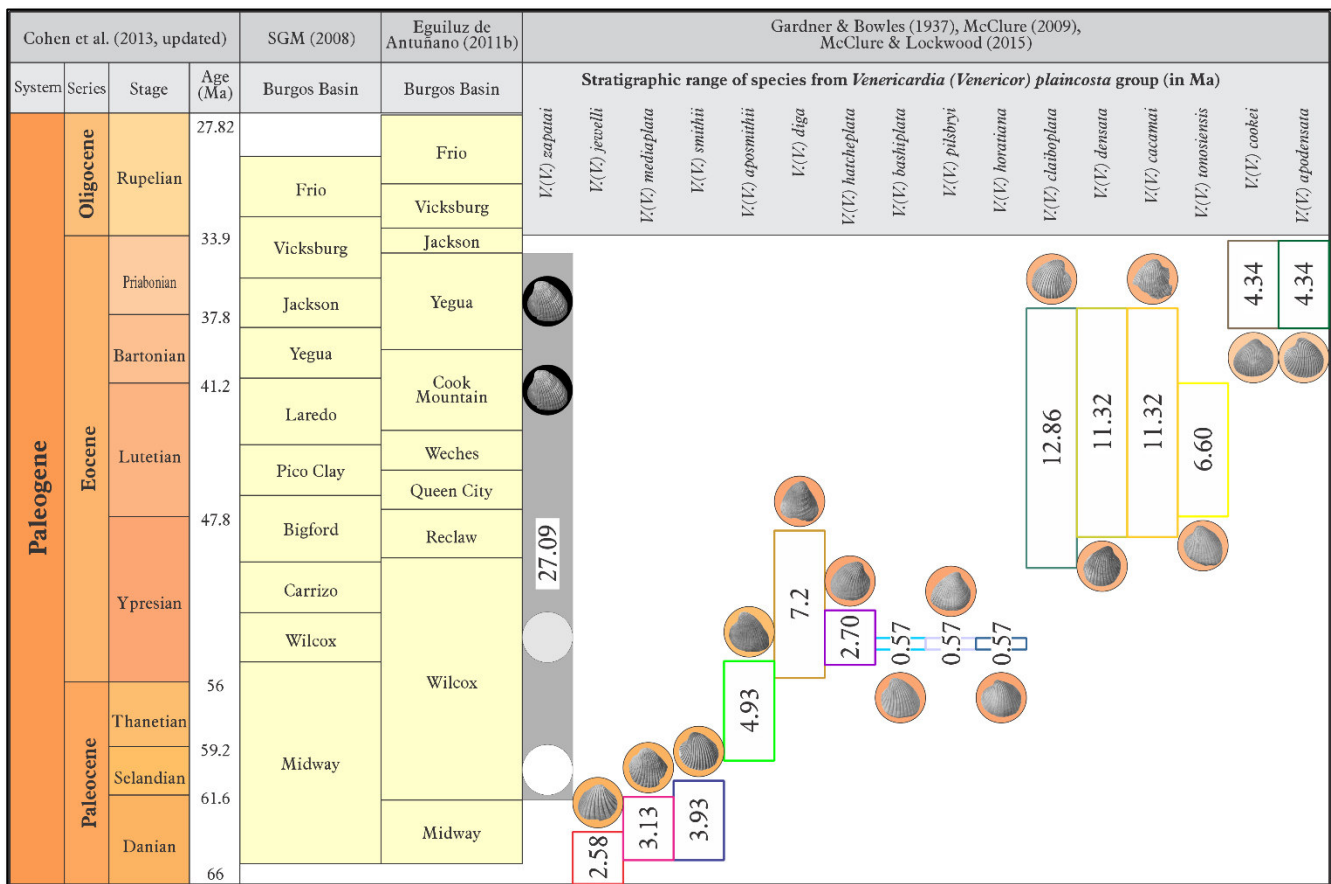 Cohen et al. (2013, updated)
SGM (2008)
Eguiluz de
Antuñano (2011b)
Gardner & Bowles (1937), McClure (2009),
McClure & Lockwood (2015)
System
Series
Stage
Age
(Ma)
Burgos Basin
Burgos Basin
Stratigraphic range of species from Venericardia (Venericor) plaincosta group (in Ma)
V.(V.) zapatai
V.(V.) jewelli
V.(V.) mediaplata
V.(V.) smithii
V.(V.) aposmithii
V.(V.) diga
V.(V.) hatcheplata
V.(V.) bashiplata
V.(V.) pilsbryi
V.(V.) horatiana
V.(V.) claiboplata
V.(V.) densata
V.(V.) cacamai
V.(V.) tomosiensis
V.(V.) cookei
V.(V.) apodensata
Paleogene
Oligocene
Eocene
Paleocene
Rupelian
Priabonian
Bartonian
Lutetian
Ypresian
Thanetian
Selandian
Danian
27.82
33.9
37.8
41.2
47.8
56
59.2
61.6
66
Frio
Vicksburg
Jackson
Yegua
Laredo
Pico Clay
Bigford
Carrizo
Wilcox
Midway
Frio
Vicksburg
Jackson
Yegua
Cook
Mountain
Weches
Queen City
Reclaw
Wilcox
Midway
27.09
2.58
3.13
3.93
4.93
7.2
2.70
0.57
0.57
0.57
12.86
11.32
11.32
6.60
4.34
4.34